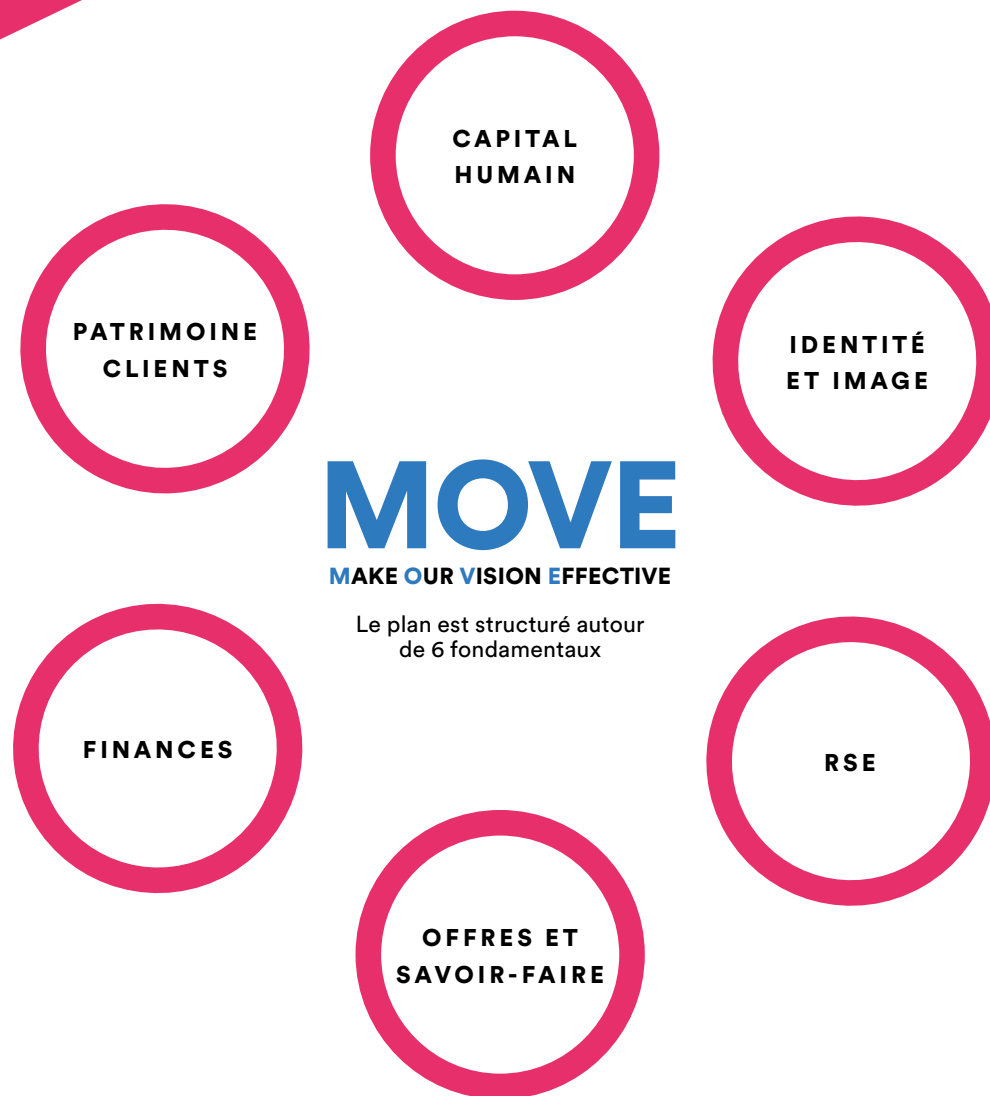 CAPITAL
HUMAIN
PATRIMOINE
CLIENTS
IDENTITÉ
ET IMAGE
MOVE
MAKE OUR VISION EFFECTIVE
Le plan est structuré autour
de 6 fondamentaux
FINANCES
RSE
OFFRES ET
SAVOIR-FAIRE